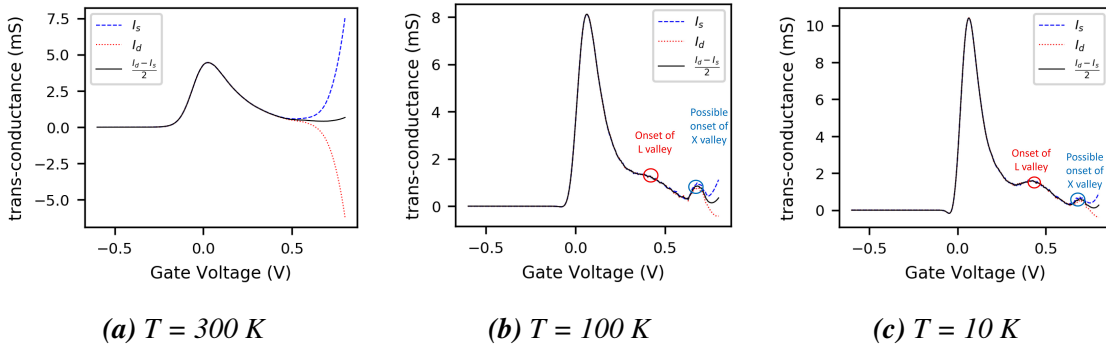 7.5
5.0
2.5
0.0
−2.5
−5.0
trans-conductance (mS)
I_s
I_d
I_d−I_s
2
−0.5
0.0
0.5
Gate Voltage (V)
(a) T = 300 K
8
6
4
2
0
trans-conductance (mS)
I_s
I_d
I_d−I_s
2
Possible
onset of
X valley
Onset of
L valley
−0.5
0.0
0.5
Gate Voltage (V)
(b) T = 100 K
10
8
6
4
2
0
trans-conductance (mS)
I_s
I_d
I_d−I_s
2
Onset of
L valley
Possible
onset of
X valley
−0.5
0.0
0.5
Gate Voltage (V)
(c) T = 10 K